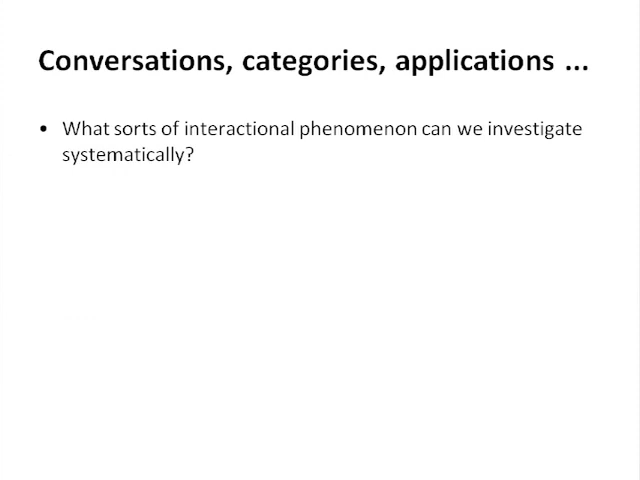 Conversations, categories, applications ...
• What sorts of interactional phenomenon can we investigate
systematically?